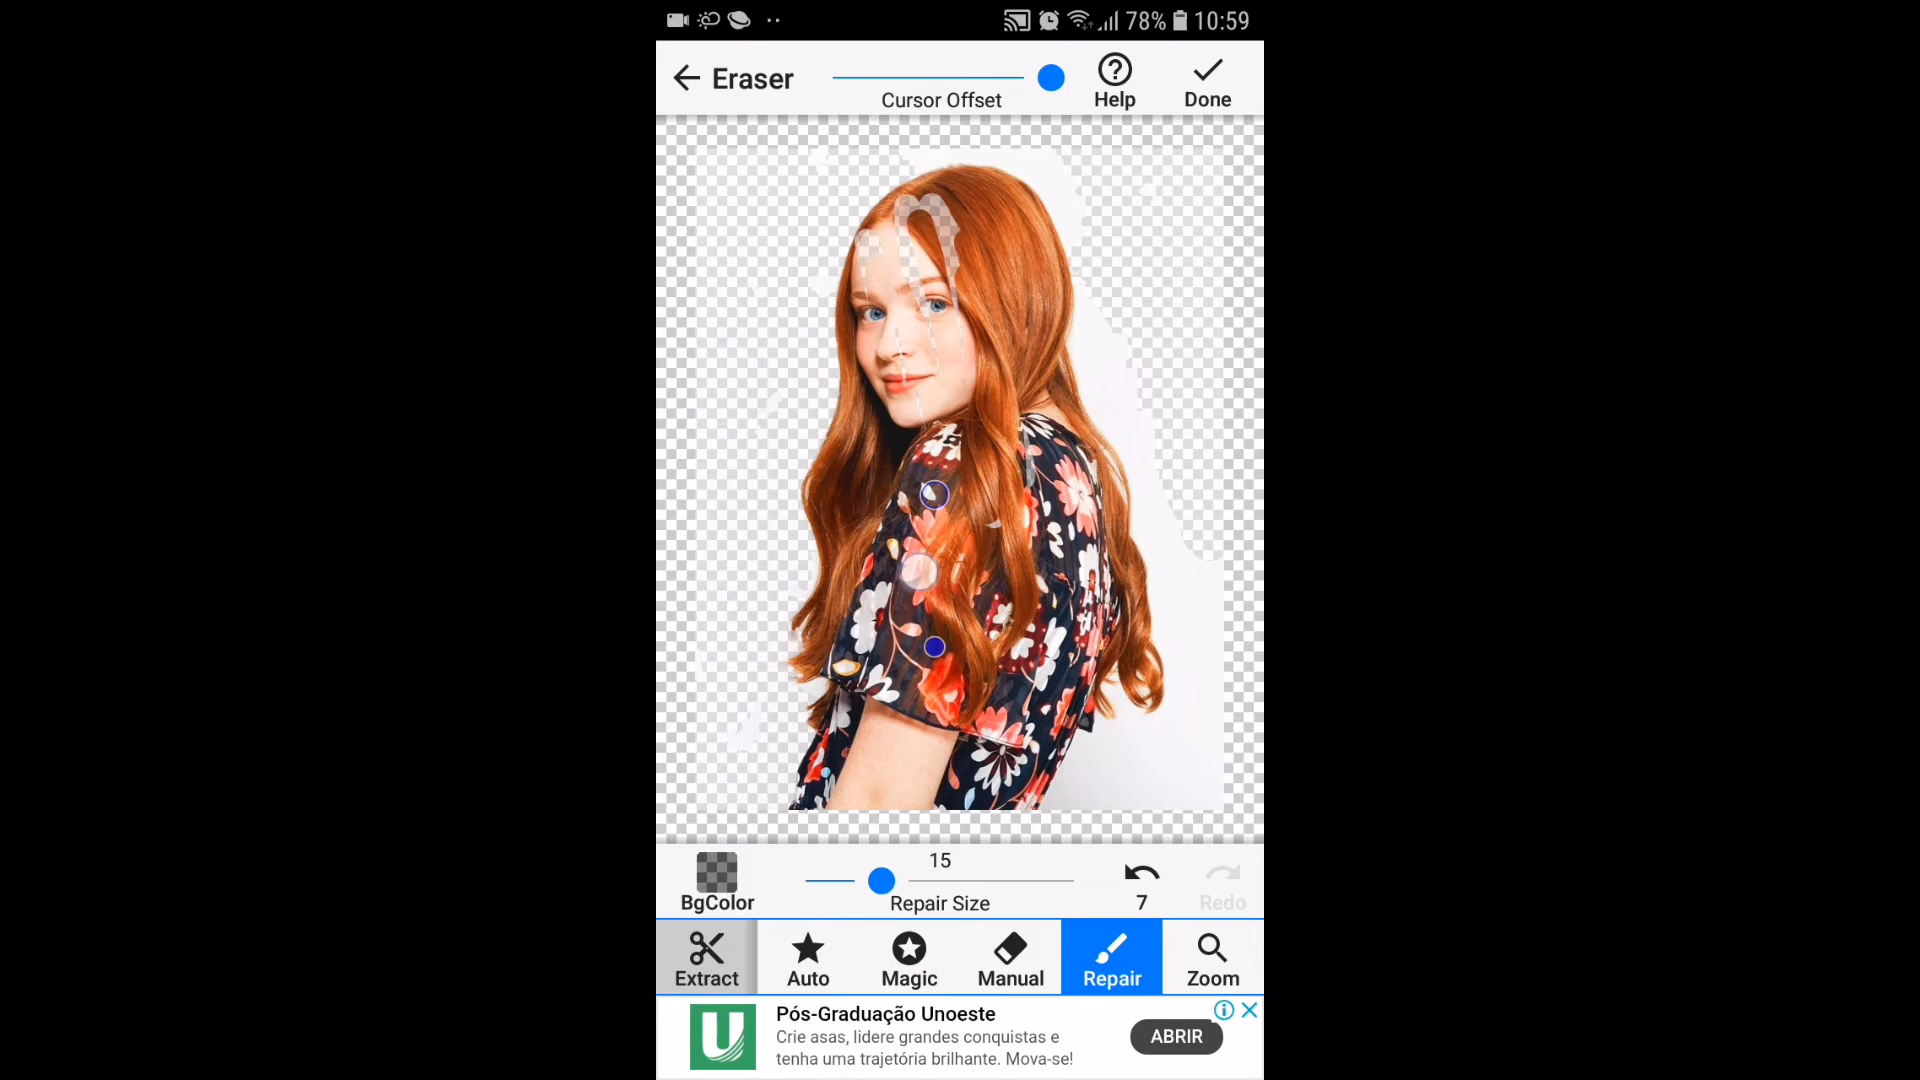 78% 10:59
Eraser
Cursor Offset
Help
Done
15
BgColor
Repair Size
7
Redo
Extract
Auto
Magic
Manual
Repair
Zoom
Pós-Graduação Unoeste
Crie asas, lidere grandes conquistas e
tenha uma trajetória brilhante. Mova-se!
ABRIR